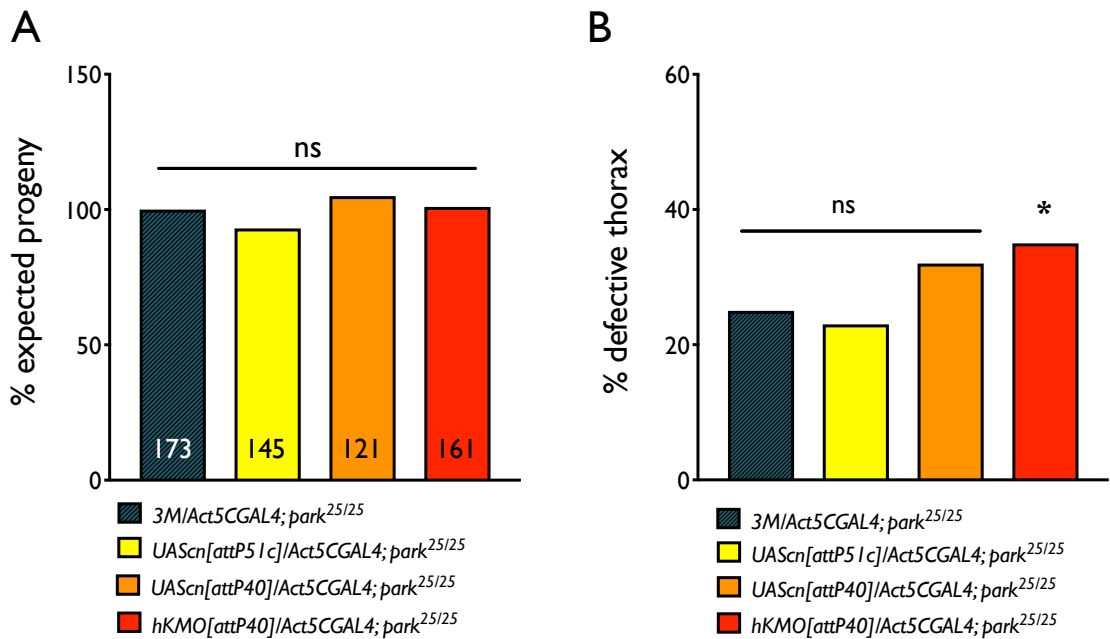 A
% expected progeny
150
100
50
0
ns
173
145
121
161
3M/Act5CGAL4; park25/25
UAScn[attP51c]/Act5CGAL4; park25/25
UAScn[attP40]/Act5CGAL4; park25/25
hKMO[attP40]/Act5CGAL4; park25/25
B
% defective thorax
60
40
20
0
ns
*
3M/Act5CGAL4; park25/25
UAScn[attP51c]/Act5CGAL4; park25/25
UAScn[attP40]/Act5CGAL4; park25/25
hKMO[attP40]/Act5CGAL4; park25/25